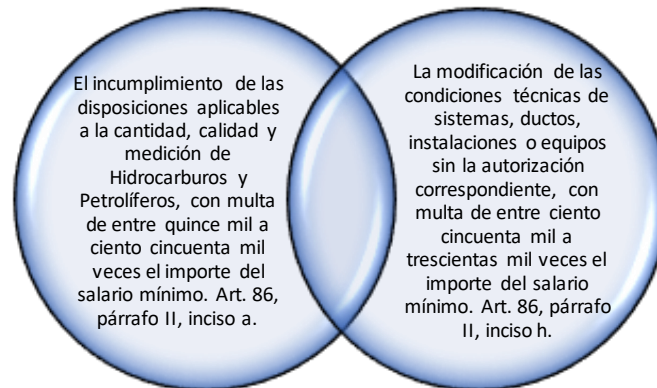 El incumplimiento de las
disposiciones aplicables
a la cantidad, calidad y
medición de
Hidrocarburos y
Petrolíferos, con multa
de entre quince mil a
ciento cincuenta mil
veces el importe del
salario mínimo. Art. 86,
párrafo II, inciso a.
La modificación de las
condiciones técnicas de
sistemas, ductos,
instalaciones o equipos
sin la autorización
correspondiente, con
multa de entre ciento
cincuenta mil a
trescientas mil veces el
importe del salario
mínimo. Art. 86, párrafo
II, inciso h.